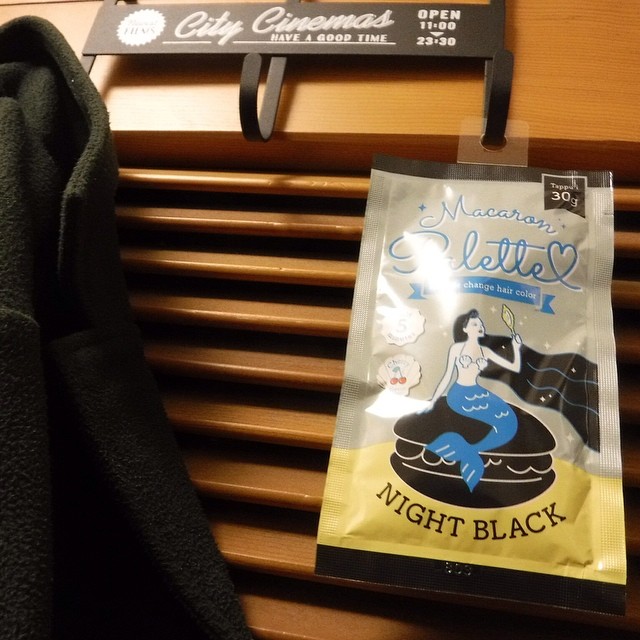 FILMS
City Cinemas
HAVE A GOOD TIME
OPEN
11:00
23:30
Tappuri
30g
Macaron
Palette
change hair color
5
NIGHT BLACK